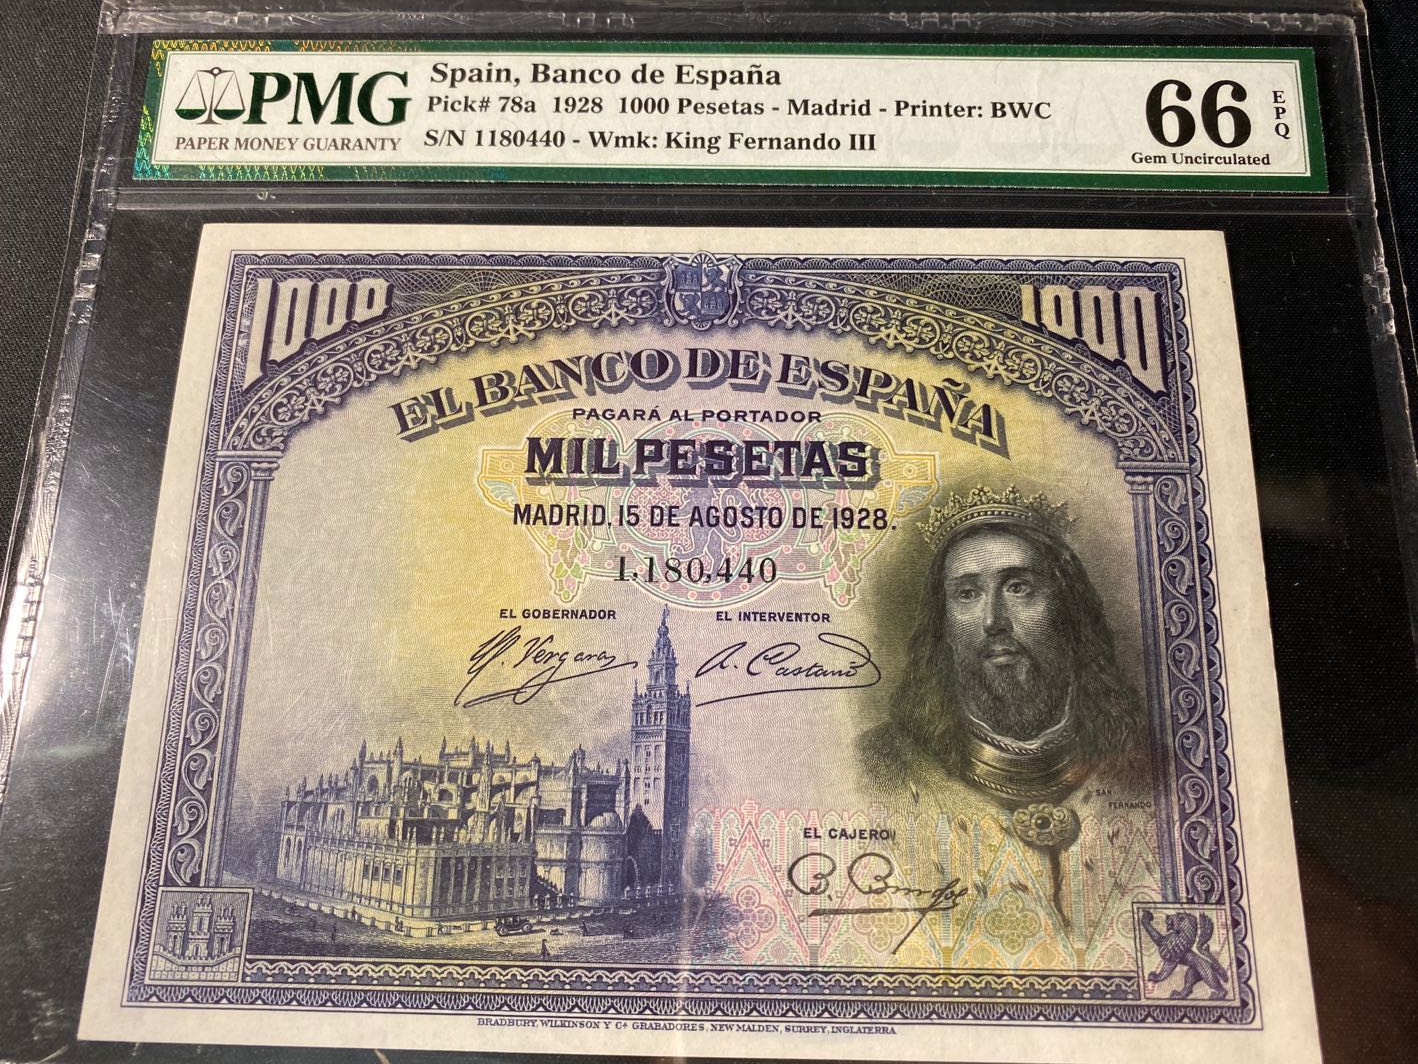 PMG
PAPER MONEY GUARANTY
Spain, Banco de España
Pick# 78a 1928 1000 Pesetas - Madrid - Printer: BWC
S/N 1180440 - Wmk: King Fernando III
66
EPQ
Gem Uncirculated
1000
1000
EL BANCO DE ESPAÑA
PAGARÁ AL PORTADOR
MIL PESETAS
MADRID, 15 DE AGOSTO DE 1928.
1,180,440
EL GOBERNADOR
EL INTERVENTOR
SAN
FERNANDO
EL CAJERO
BRADBURY, WILKINSON Y Cª GRABADORES, NEW MALDEN, SURREY, INGLATERRA